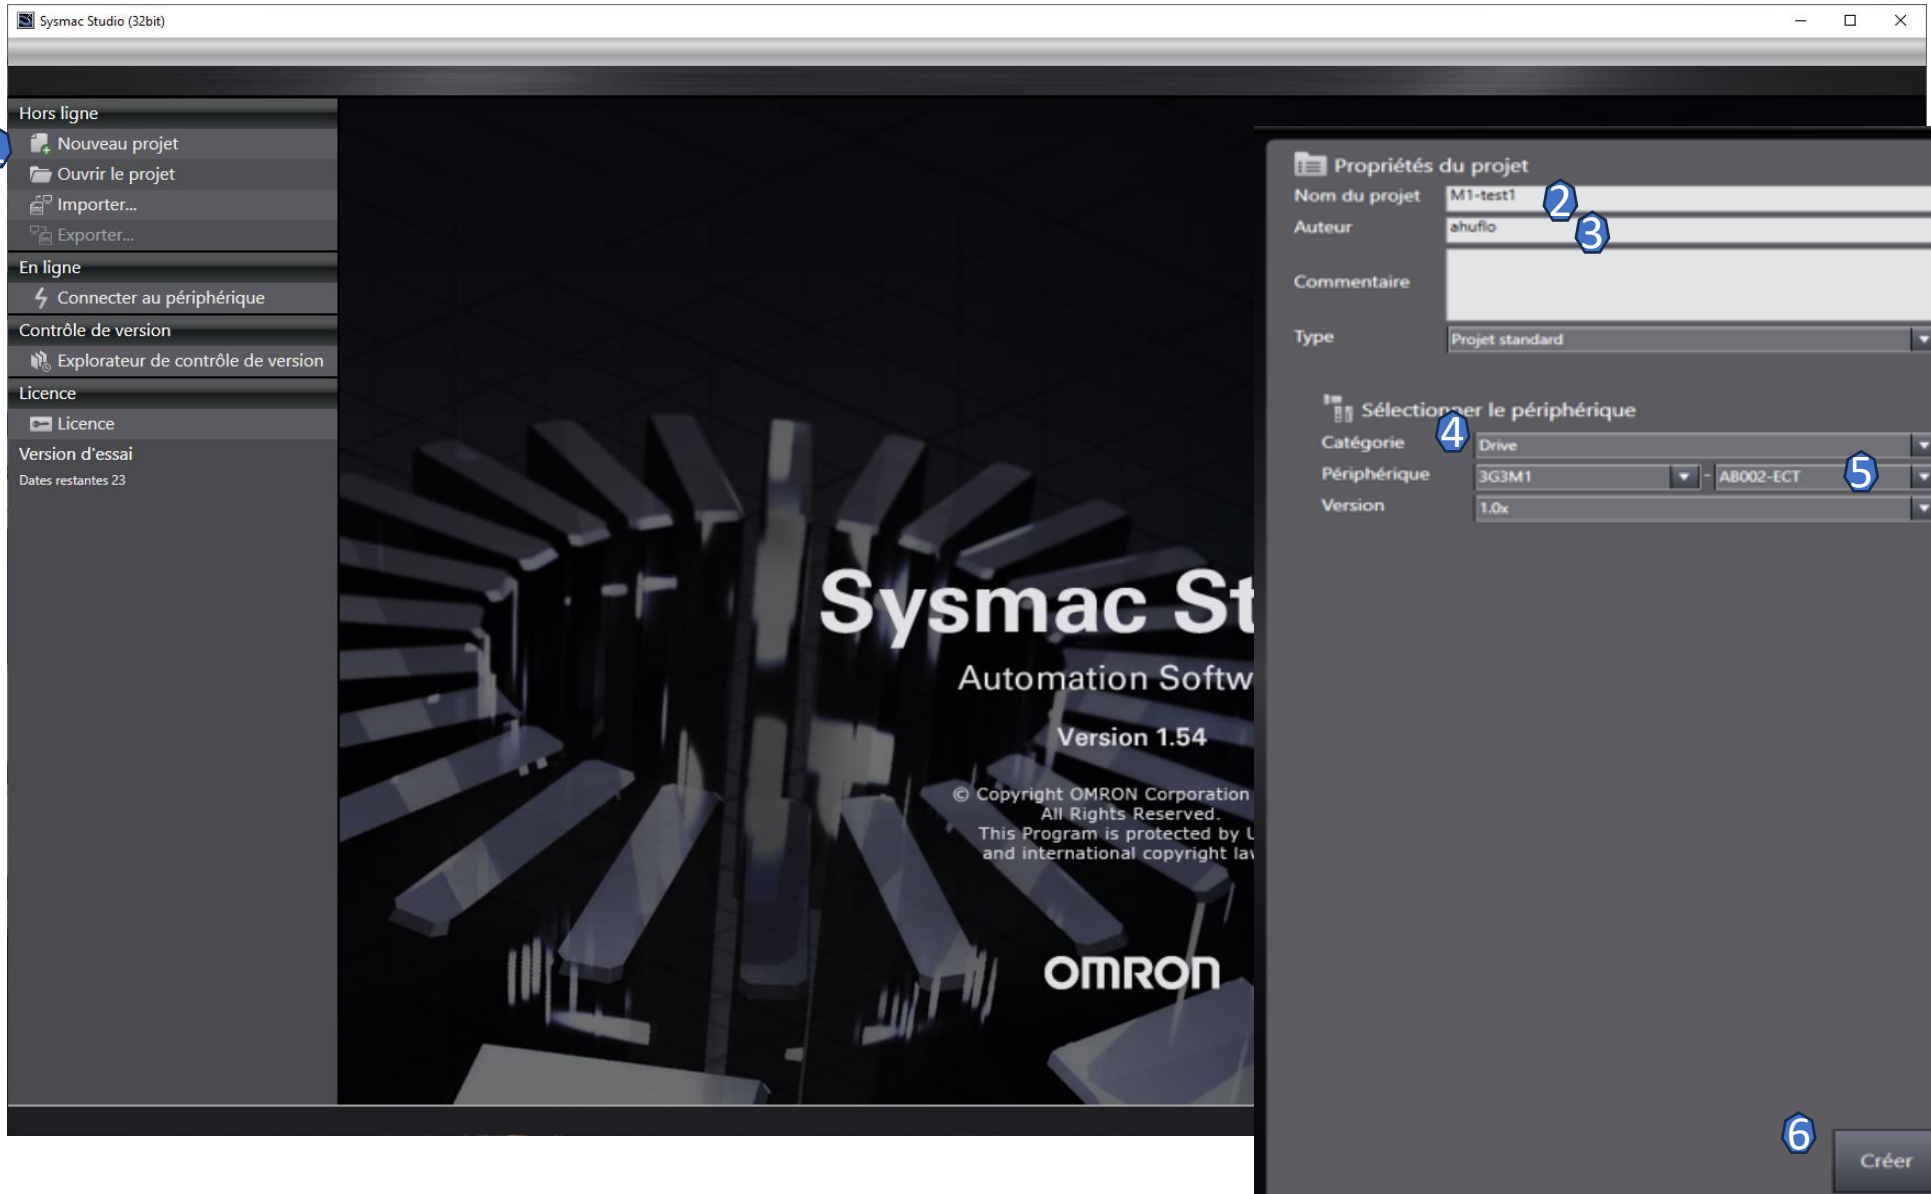 Sysmac Studio (32bit)
Hors ligne
Nouveau projet
Ouvrir le projet
Importer...
Exporter...
En ligne
Connecter au périphérique
Contrôle de version
Explorateur de contrôle de version
Licence
Licence
Version d'essai
Dates restantes 23
Sysmac St
Automation Softw
Version 1.54
© Copyright OMRON Corporation
All Rights Reserved.
This Program is protected by U
and international copyright la
OMRON
Propriétés du projet
Nom du projet M1-test1 2
Auteur ahuflo 3
Commentaire
Type Projet standard
Sélectionner le périphérique
Catégorie 4 Drive
Périphérique 3G3M1 - AB002-ECT 5
Version 1.0x
6
Créer